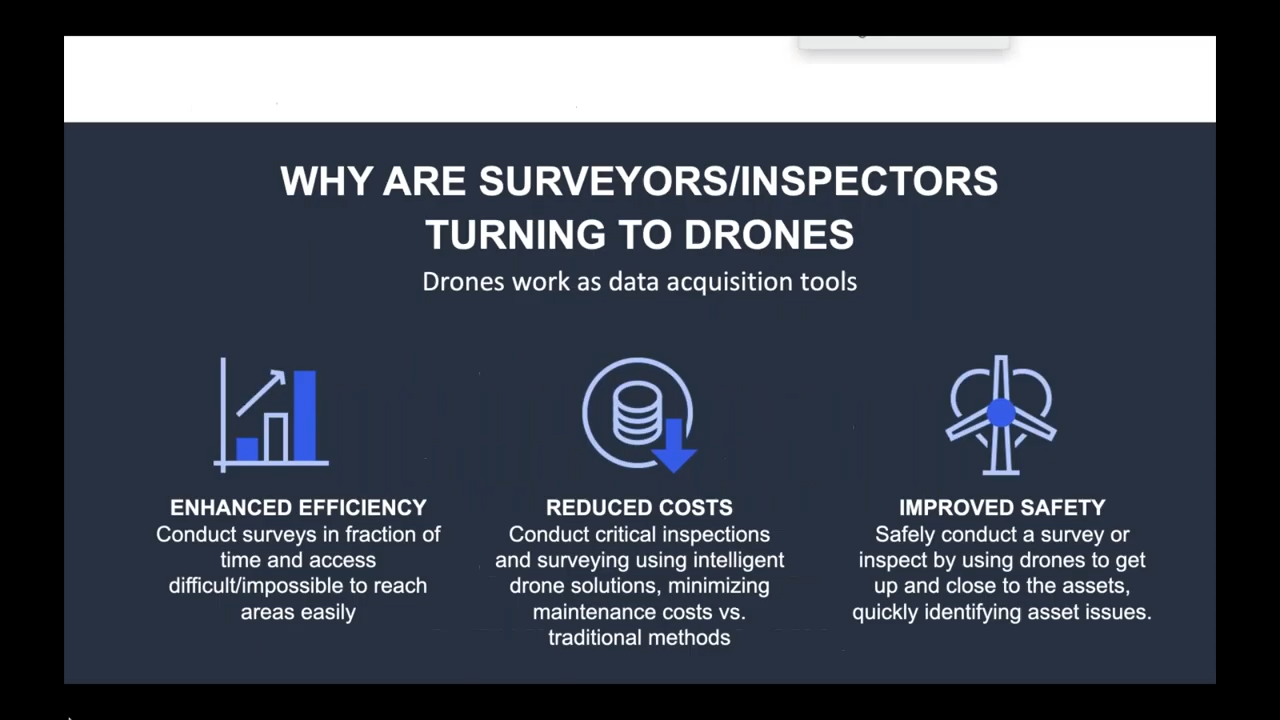 WHY ARE SURVEYORS/INSPECTORS
TURNING TO DRONES
Drones work as data acquisition tools
ENHANCED EFFICIENCY
Conduct surveys in fraction of
time and access
difficult/impossible to reach
areas easily
REDUCED COSTS
Conduct critical inspections
and surveying using intelligent
drone solutions, minimizing
maintenance costs vs.
traditional methods
IMPROVED SAFETY
Safely conduct a survey or
inspect by using drones to get
up and close to the assets,
quickly identifying asset issues.